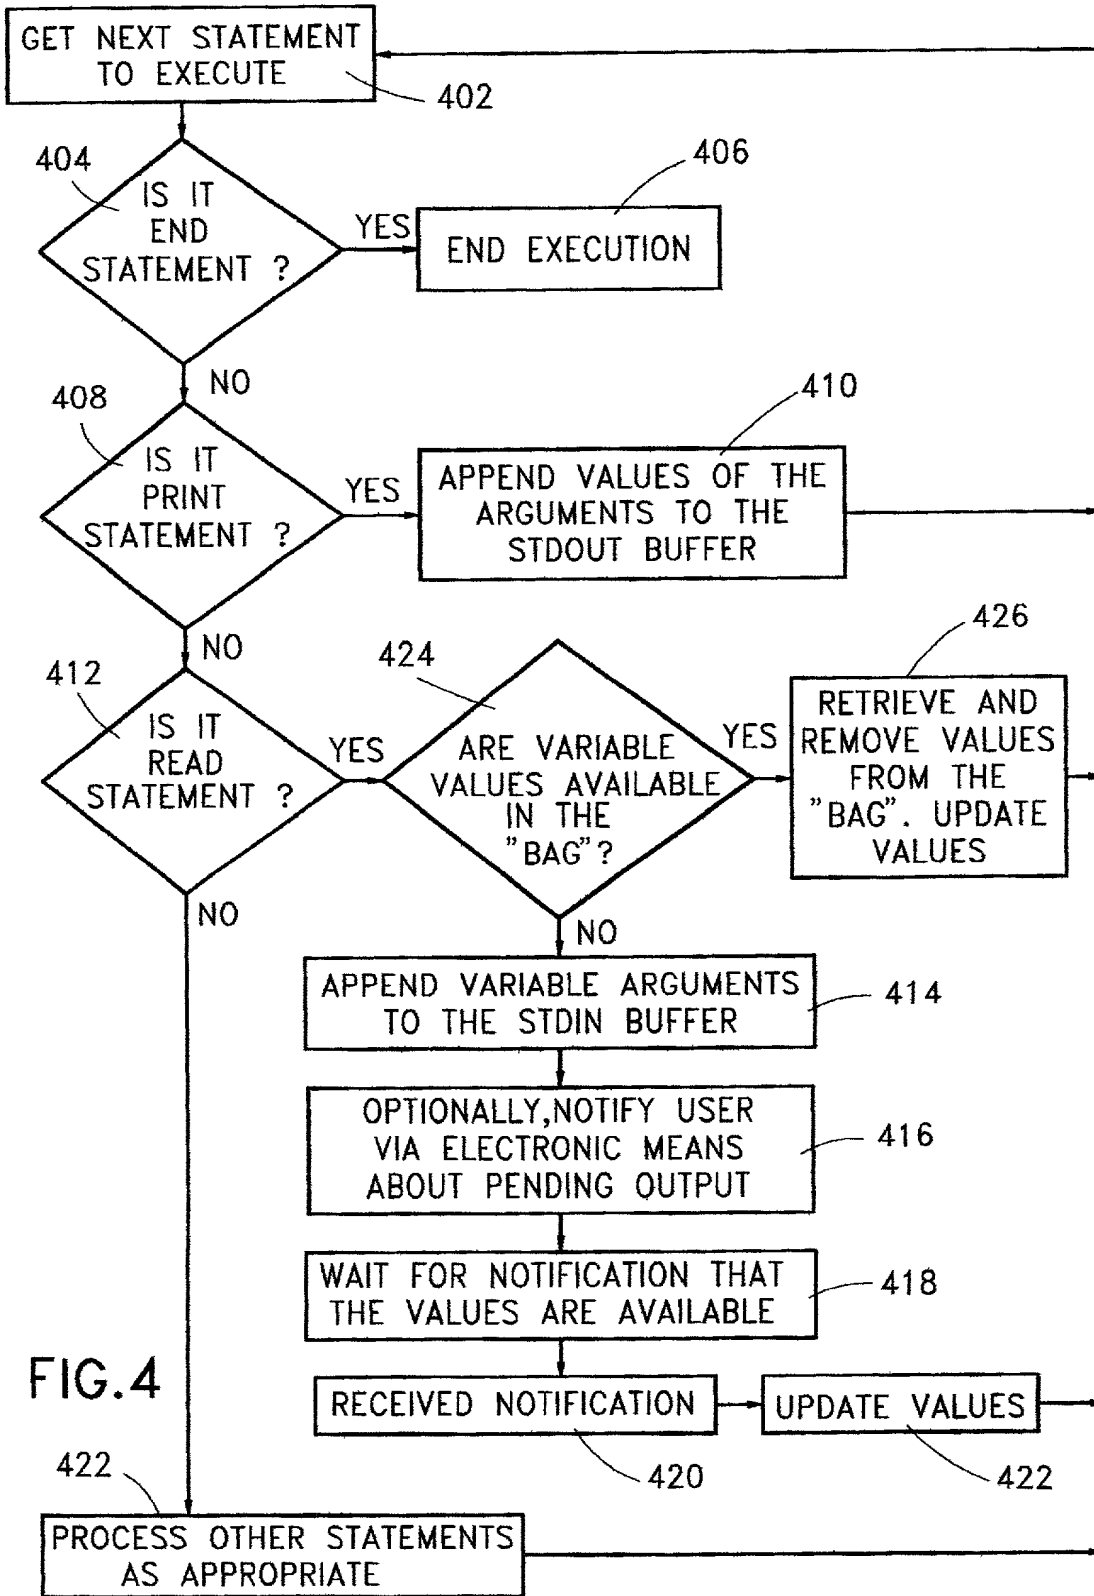 GET NEXT STATEMENT
TO EXECUTE
402
404
IS IT
END
STATEMENT ?
YES
406
END EXECUTION
NO
408
IS IT
PRINT
STATEMENT ?
YES
410
APPEND VALUES OF THE
ARGUMENTS TO THE
STDOUT BUFFER
NO
412
IS IT
READ
STATEMENT ?
YES
424
ARE VARIABLE
VALUES AVAILABLE
IN THE
"BAG"?
YES
426
RETRIEVE AND
REMOVE VALUES
FROM THE
"BAG". UPDATE
VALUES
NO
NO
APPEND VARIABLE ARGUMENTS
TO THE STDIN BUFFER
414
OPTIONALLY,NOTIFY USER
VIA ELECTRONIC MEANS
ABOUT PENDING OUTPUT
416
WAIT FOR NOTIFICATION THAT
THE VALUES ARE AVAILABLE
418
FIG.4
RECEIVED NOTIFICATION
420
UPDATE VALUES
422
422
PROCESS OTHER STATEMENTS
AS APPROPRIATE